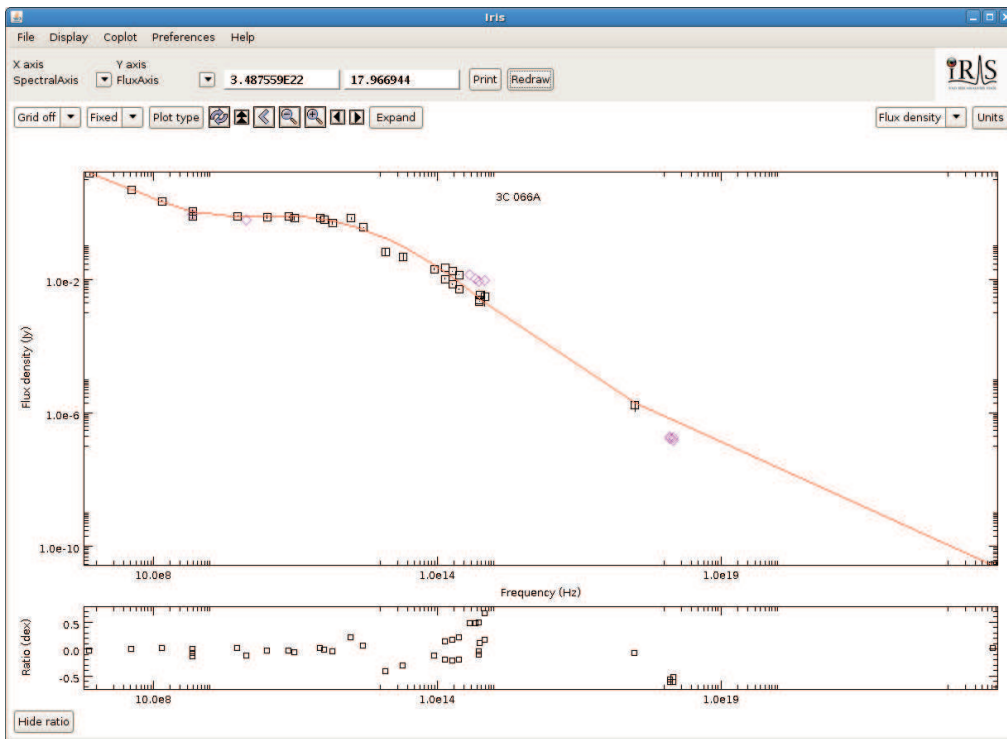 Iris
File Display Coplot Preferences Help
X axis Y axis
SpectralAxis FluxAxis 3.487559E22 17.966944 Print Redraw
iRIS
Grid off Fixed Plot type Expand Flux density Units
3C 066A
1.0e-2
1.0e-6
1.0e-10
Flux density (Jy)
10.0e8 1.0e14 1.0e19
Frequency (Hz)
0.5
0.0
-0.5
Ratio (dex)
10.0e8 1.0e14 1.0e19
Hide ratio